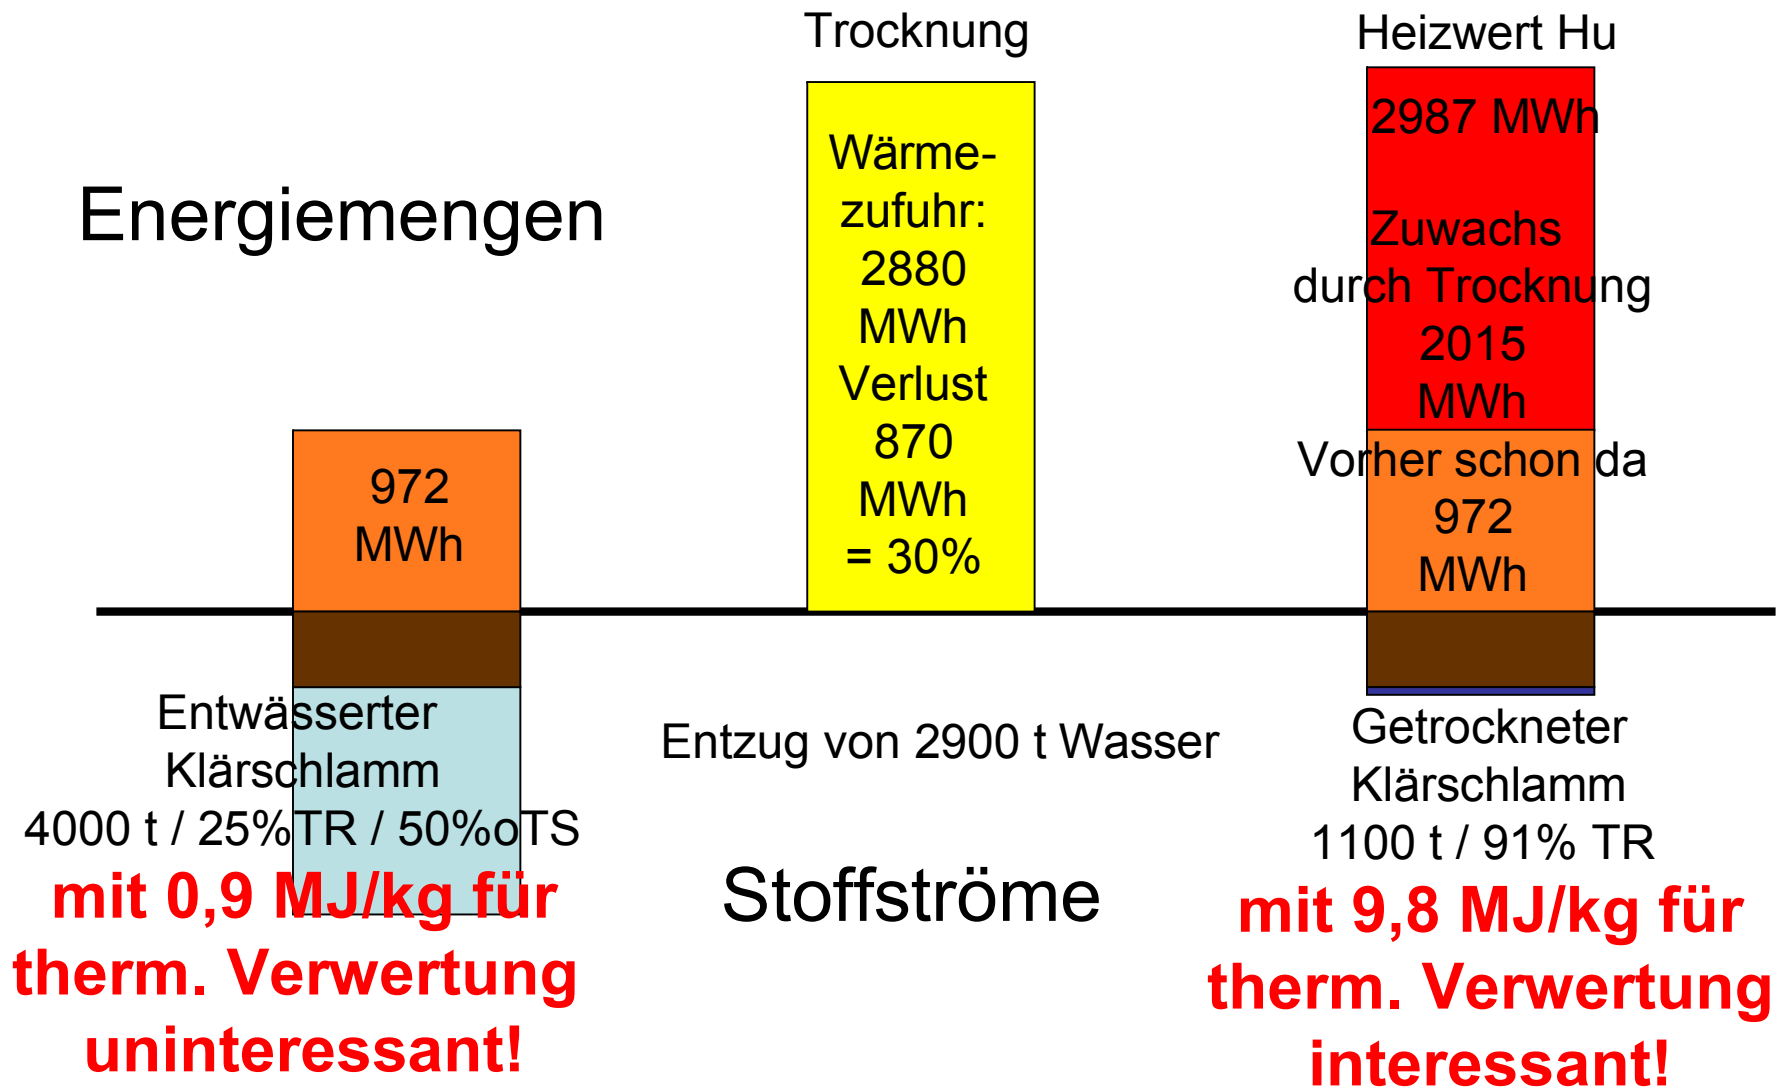 Trocknung
Heizwert Hu
Energiemengen
972
MWh
Wärme-
zufuhr:
2880
MWh
Verlust
870
MWh
= 30%
2987 MWh
Zuwachs
durch Trocknung
2015
MWh
Vorher schon da
972
MWh
Entwässerter
Klärschlamm
4000 t / 25%TR / 50%oTS
mit 0,9 MJ/kg für
therm. Verwertung
uninteressant!
Entzug von 2900 t Wasser
Stoffströme
Getrockneter
Klärschlamm
1100 t / 91% TR
mit 9,8 MJ/kg für
therm. Verwertung
interessant!